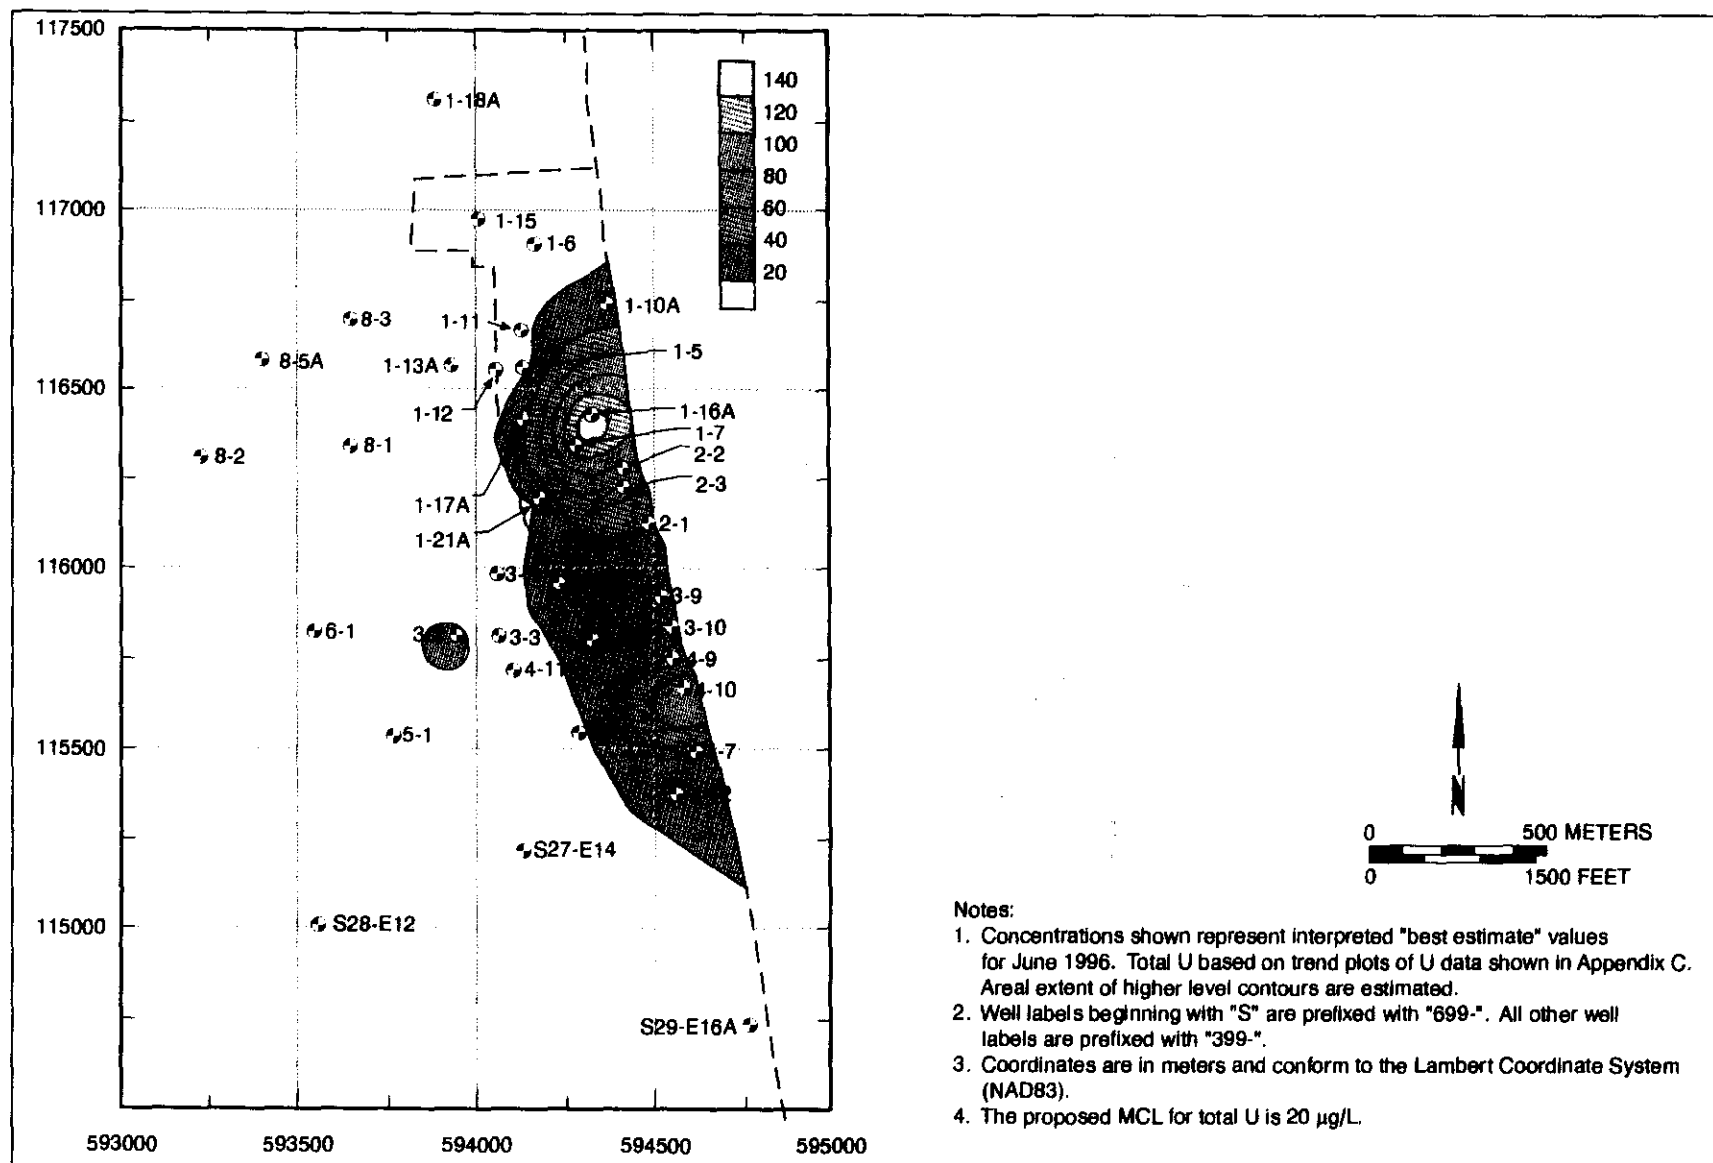 117500
140
1-18A
120
100
80
117000
60
1-15
1-6
40
20
1-10A
1-11
8-3
1-5
8-5A
1-13A
116500
1-12
1-16A
1-7
8-1
2-2
8-2
2-3
1-17A
2-1
1-21A
116000
3-9
6-1
3-3
3-10
4-11
4-9
-10
5-1
115500
-7
0
500 METERS
S27-E14
0
1500 FEET
115000
S28-E12
S29-E16A
593000
593500
594000
594500
595000
Notes:
1. Concentrations shown represent interpreted "best estimate" values
for June 1996. Total U based on trend plots of U data shown in Appendix C.
Areal extent of higher level contours are estimated.
2. Well labels beginning with "S" are prefixed with "699-". All other well
labels are prefixed with "399-".
3. Coordinates are in meters and conform to the Lambert Coordinate System
(NAD83).
4. The proposed MCL for total U is 20 µg/L.
N